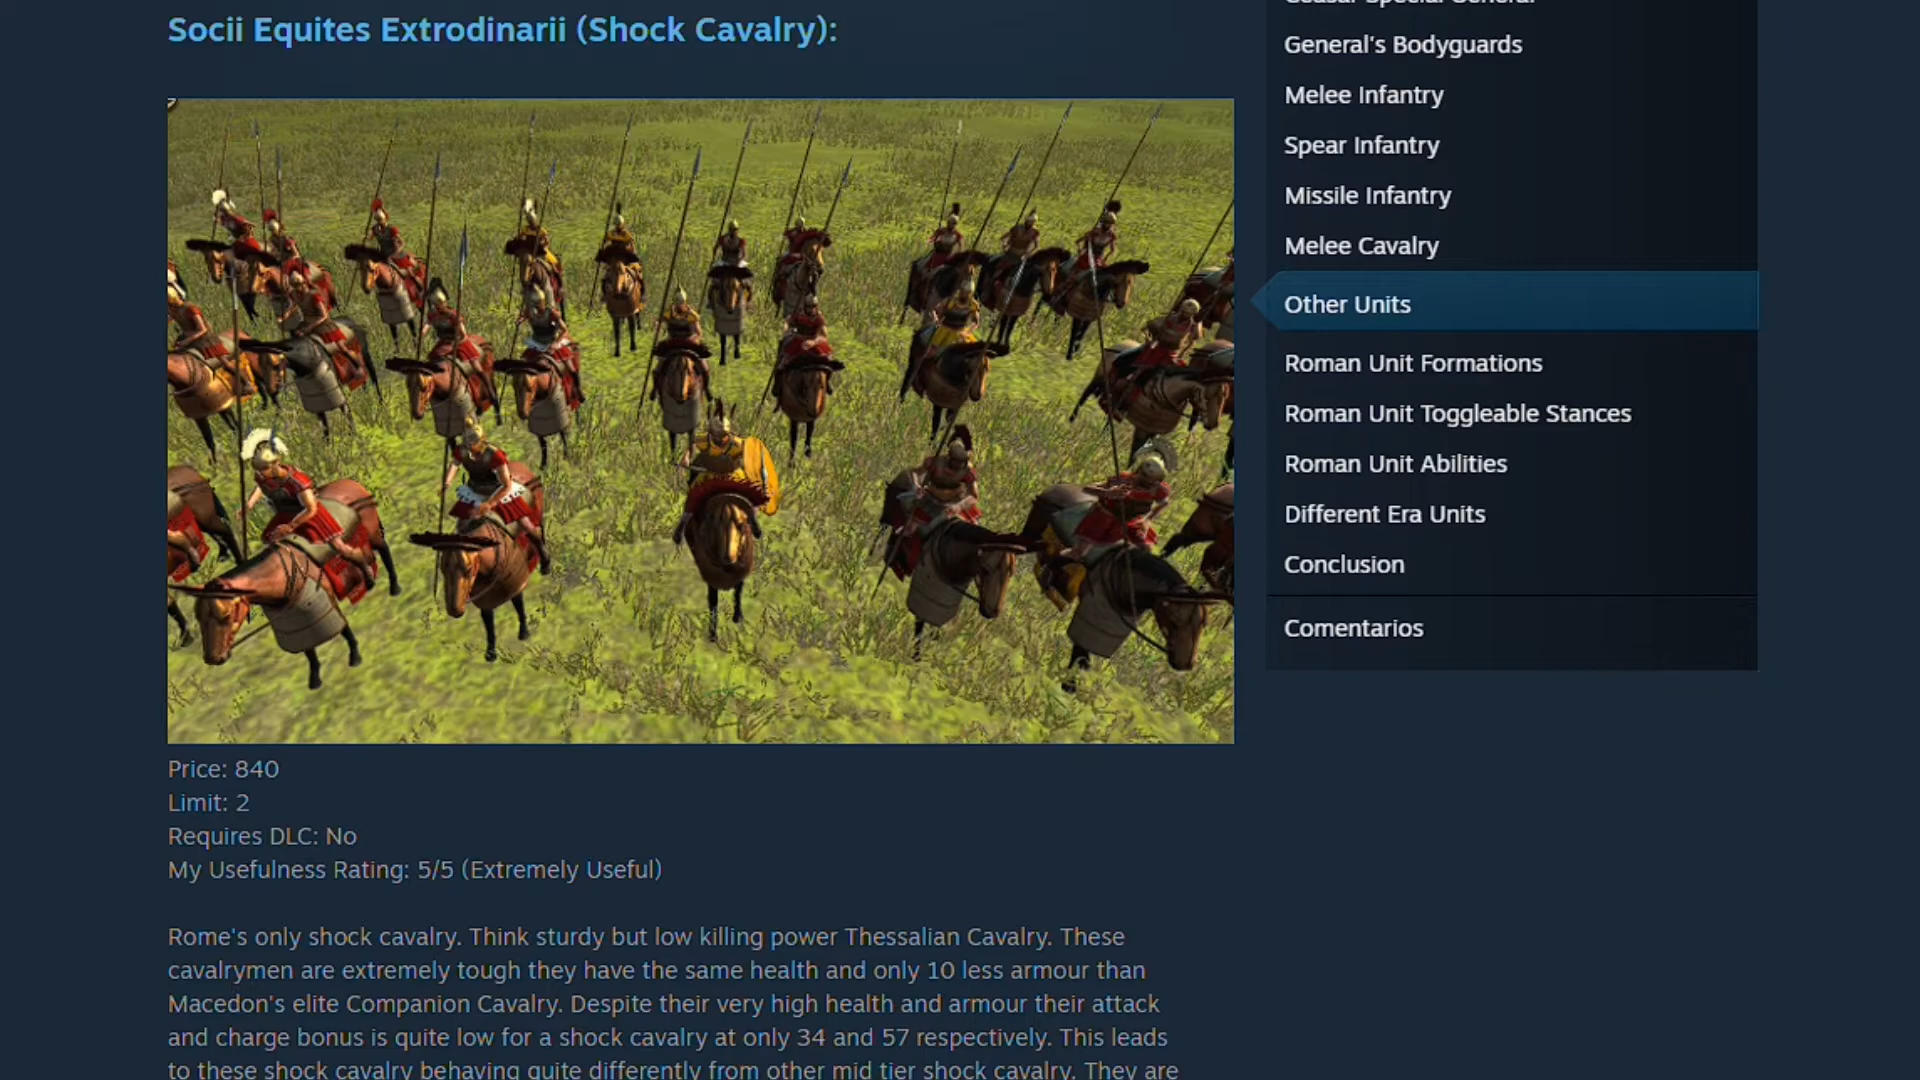 Socii Equites Extrodinarii (Shock Cavalry):
General's Bodyguards
Melee Infantry
Spear Infantry
Missile Infantry
Melee Cavalry
Other Units
Roman Unit Formations
Roman Unit Toggleable Stances
Roman Unit Abilities
Different Era Units
Conclusion
Comentarios
Price: 840
Limit: 2
Requires DLC: No
My Usefulness Rating: 5/5 (Extremely Useful)
Rome's only shock cavalry. Think sturdy but low killing power Thessalian Cavalry. These
cavalrymen are extremely tough they have the same health and only 10 less armour than
Macedon's elite Companion Cavalry. Despite their very high health and armour their attack
and charge bonus is quite low for a shock cavalry at only 34 and 57 respectively. This leads
to these shock cavalry behaving quite differently from other mid tier shock cavalry. They are